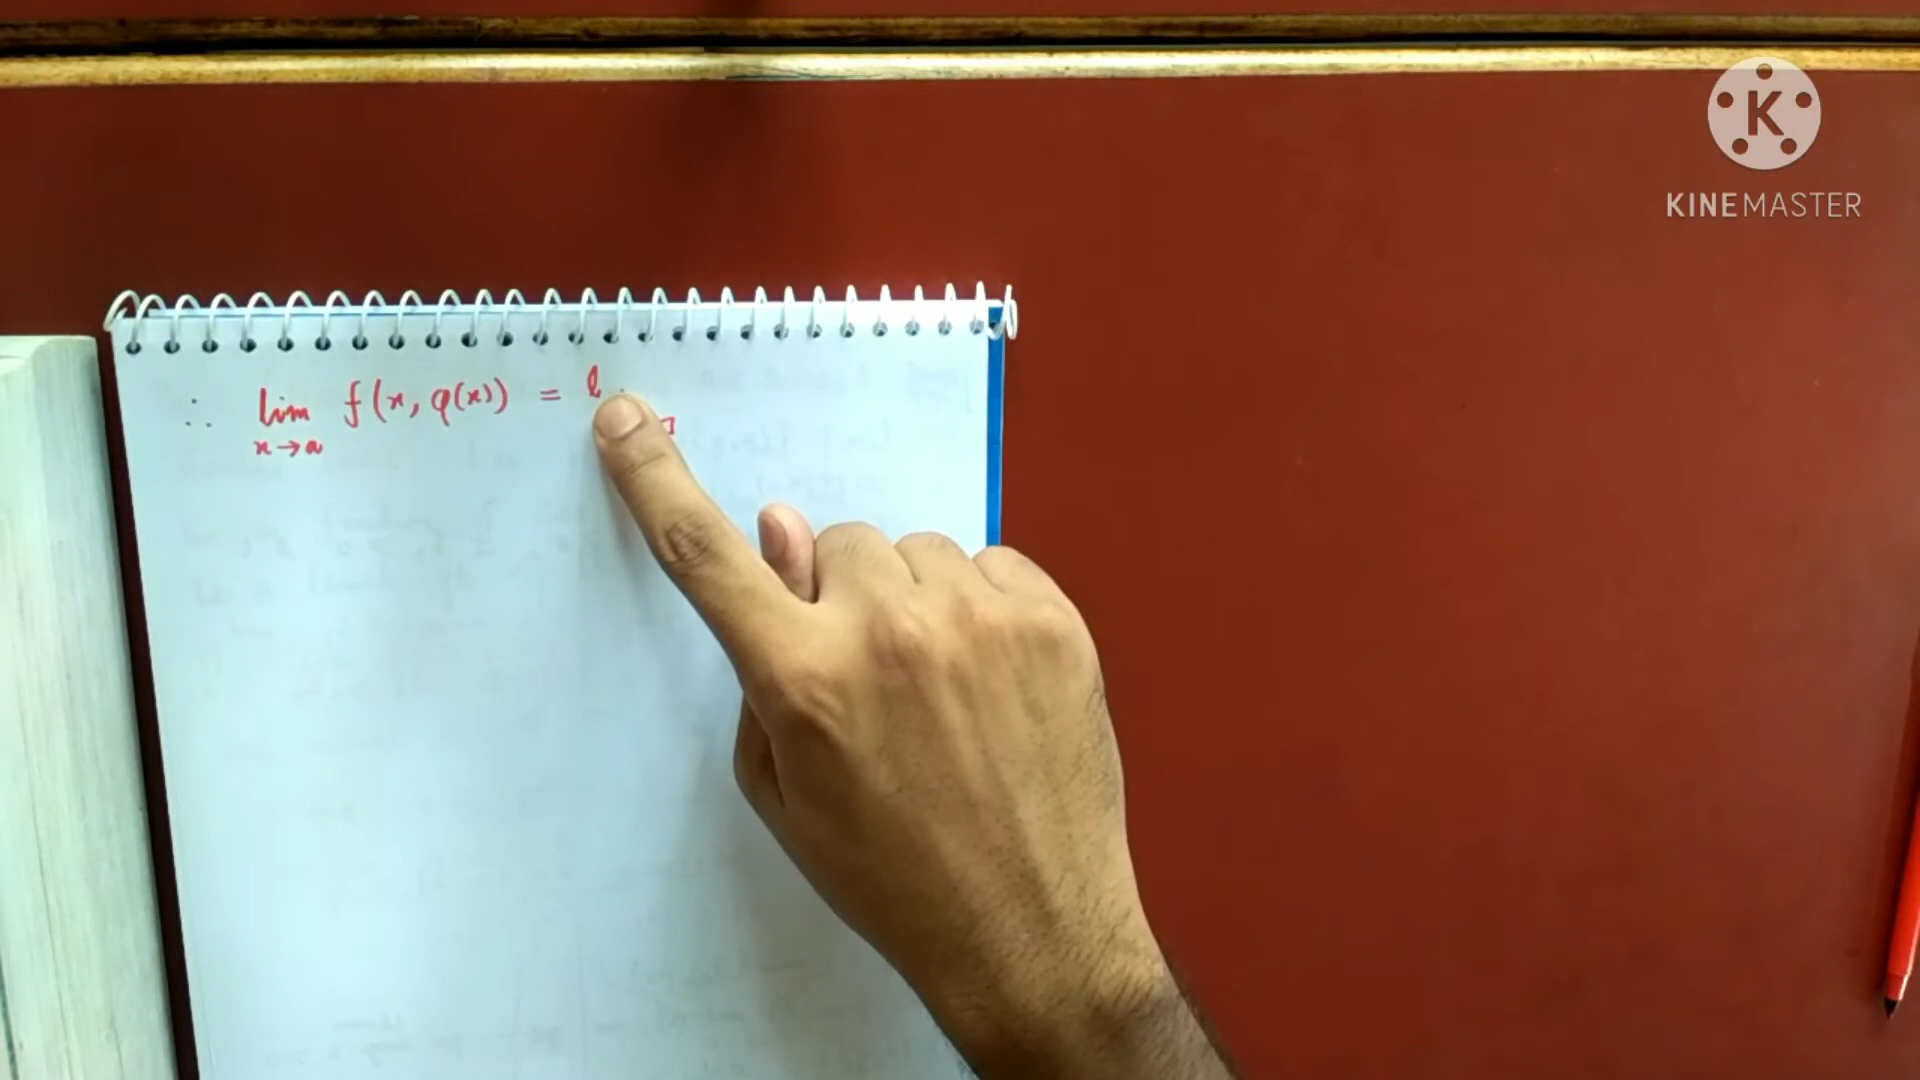 ∴ lim f(x, φ(x)) = l
x→a
K
KINEMASTER